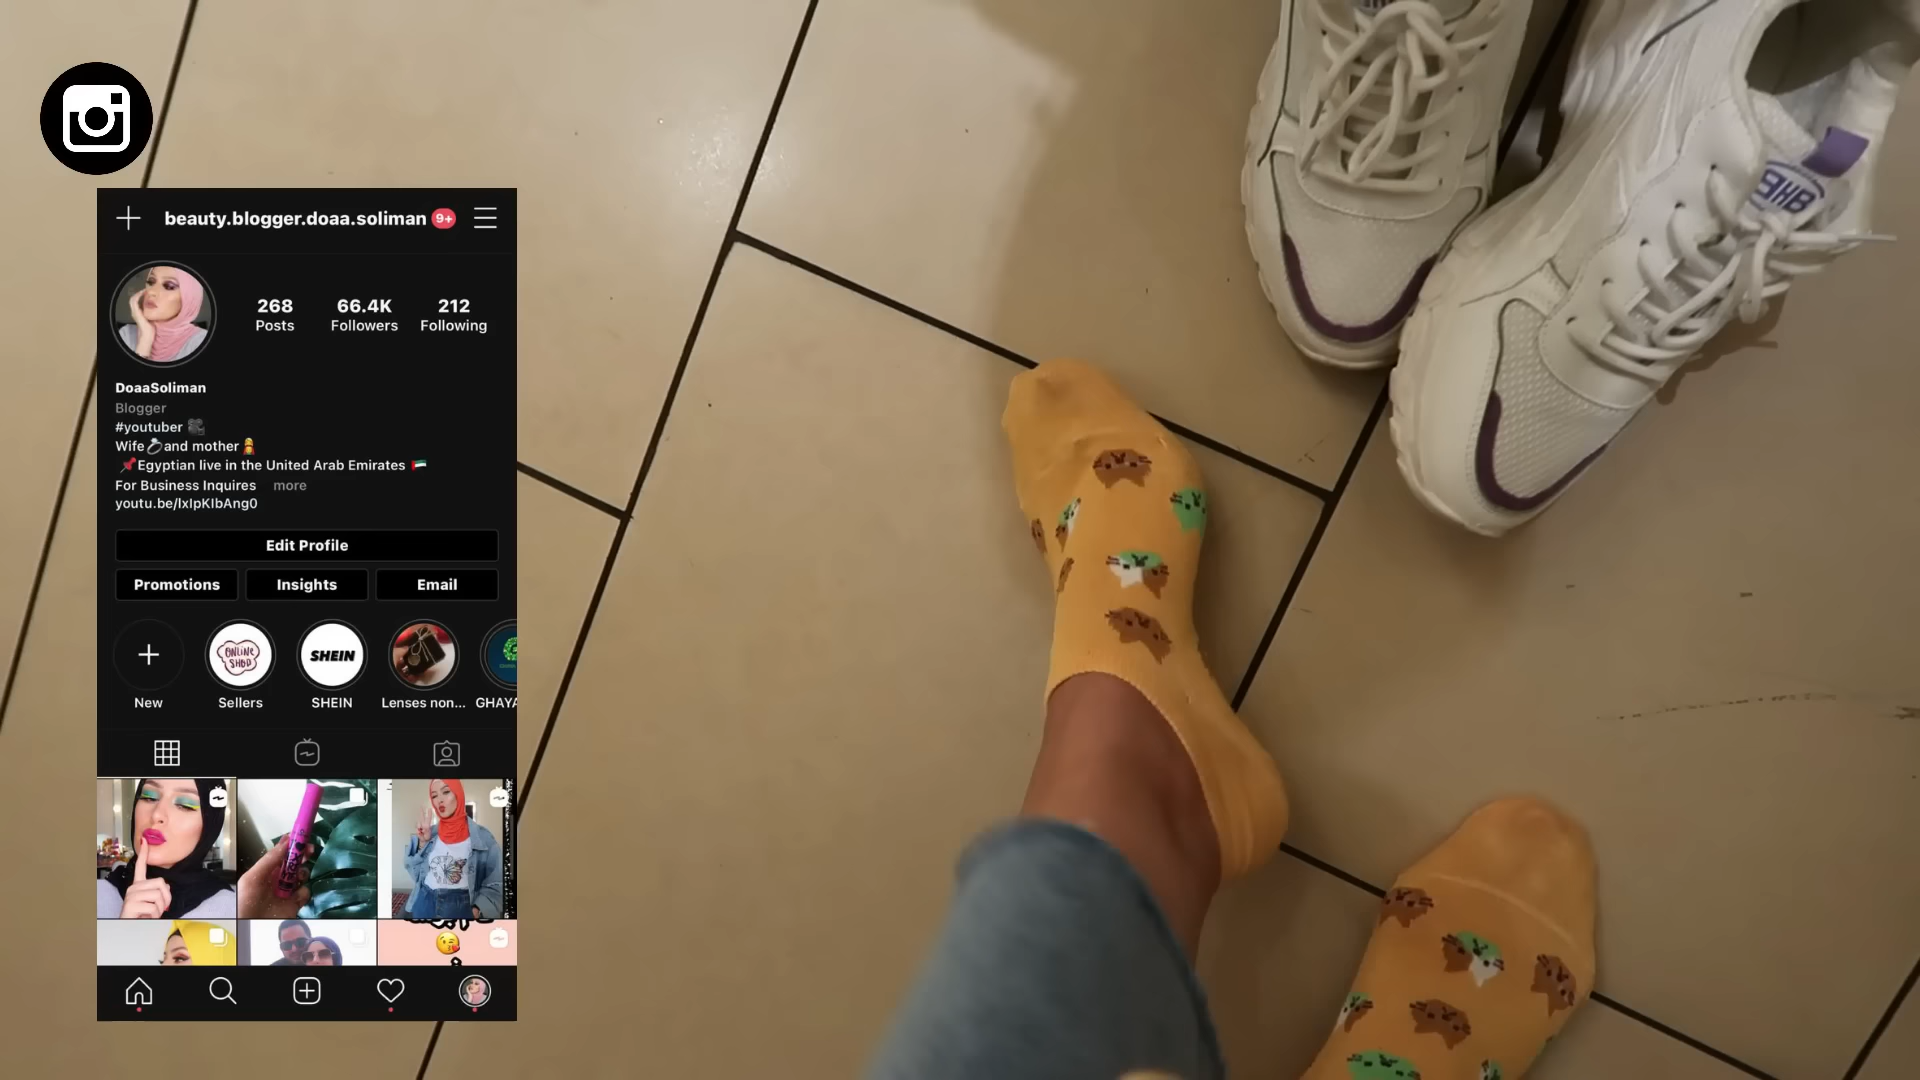 beauty.blogger.doaa.soliman 9+
268 66.4K 212
Posts Followers Following
DoaaSoliman
Blogger
#youtuber
Wife and mother
Egyptian live in the United Arab Emirates
For Business Inquires more
youtu.be/IxIpKIbAng0
Edit Profile
Promotions Insights Email
ONLINE
SHOP
SHEIN
New Sellers SHEIN Lenses non... GHAYA
BHB